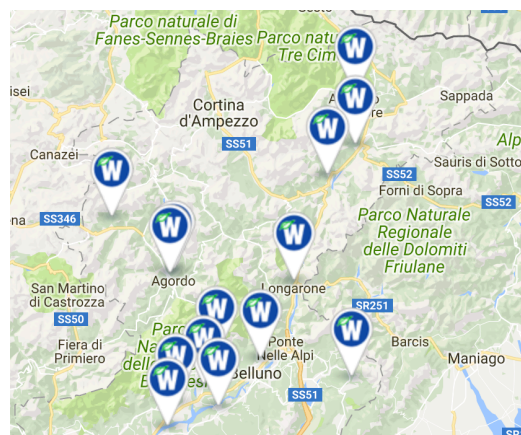 Parco naturale di
Fanes-Sennes-Braies
Tre Cim
Cortina
d'Ampezzo
Sappada
SS51
Canazei
Sauris di Sotto
SS52
Forni di Sopra
SS52
SS346
Parco Naturale
Regionale
delle Dolomiti
Friulane
Agordo
Longarone
San Martino
di Castrozza
SR251
SS50
Fiera di
Primiero
Ponte
Nelle Alpi
Barcis
Maniago
Belluno
SS51
W
W
W
W
W
W
W
W
W
W
W
W
W